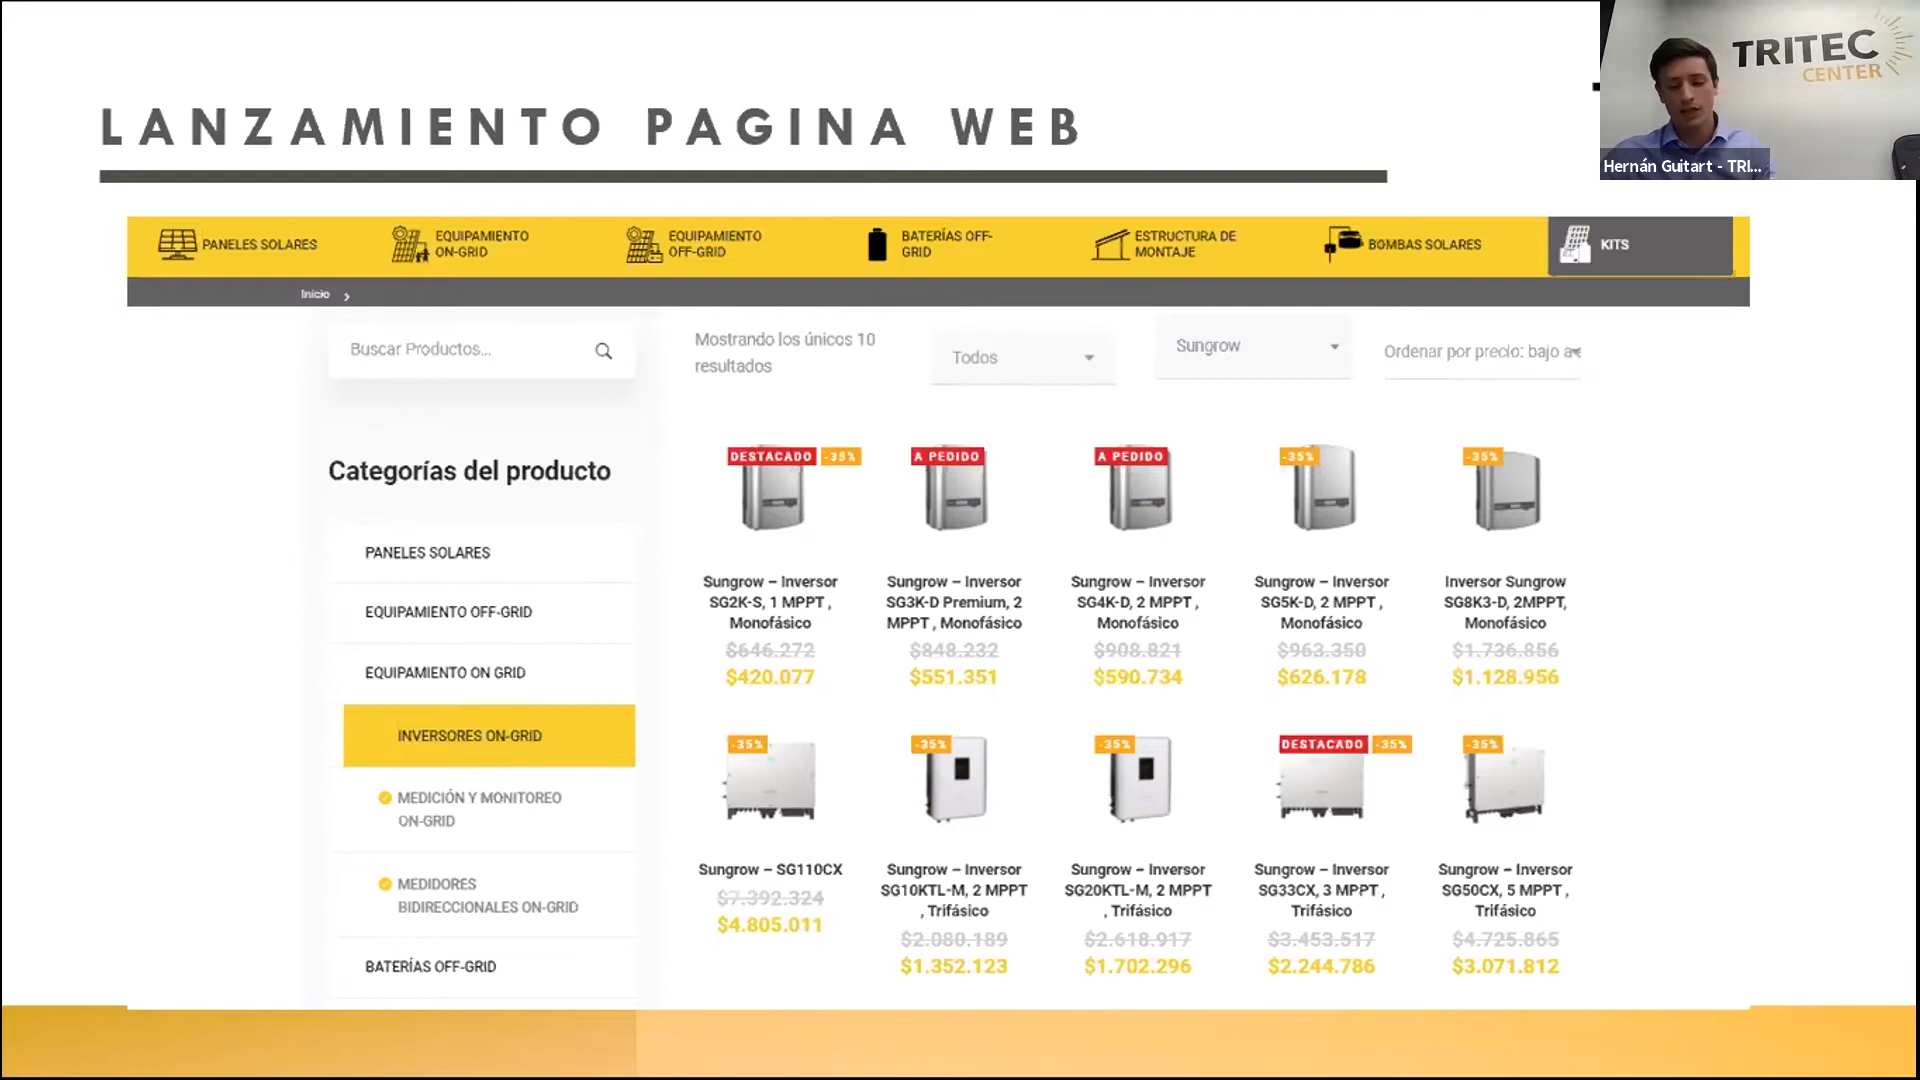 LANZAMIENTO PAGINA WEB
TRITEC
CENTER
Hernán Guitart - TRI...
PANELES SOLARES
EQUIPAMIENTO
ON-GRID
EQUIPAMIENTO
OFF-GRID
BATERÍAS OFF-
GRID
ESTRUCTURA DE
MONTAJE
BOMBAS SOLARES
KITS
Inicio
Buscar Productos...
Mostrando los únicos 10
resultados
Todos
Sungrow
Ordenar por precio: bajo a
Categorías del producto
PANELES SOLARES
EQUIPAMIENTO OFF-GRID
EQUIPAMIENTO ON GRID
INVERSORES ON-GRID
MEDICIÓN Y MONITOREO
ON-GRID
MEDIDORES
BIDIRECCIONALES ON-GRID
BATERÍAS OFF-GRID
DESTACADO -35%
Sungrow – Inversor
SG2K-S, 1 MPPT ,
Monofásico
$646.272
$420.077
A PEDIDO
Sungrow – Inversor
SG3K-D Premium, 2
MPPT , Monofásico
$848.232
$551.351
A PEDIDO
Sungrow – Inversor
SG4K-D, 2 MPPT ,
Monofásico
$908.821
$590.734
-35%
Sungrow – Inversor
SG5K-D, 2 MPPT ,
Monofásico
$963.350
$626.178
-35%
Inversor Sungrow
SG8K3-D, 2MPPT,
Monofásico
$1.736.856
$1.128.956
-35%
Sungrow – SG110CX
$7.392.324
$4.805.011
-35%
Sungrow – Inversor
SG10KTL-M, 2 MPPT
, Trifásico
$2.080.189
$1.352.123
-35%
Sungrow – Inversor
SG20KTL-M, 2 MPPT
, Trifásico
$2.618.917
$1.702.296
DESTACADO -35%
Sungrow – Inversor
SG33CX, 3 MPPT ,
Trifásico
$3.453.517
$2.244.786
-35%
Sungrow – Inversor
SG50CX, 5 MPPT ,
Trifásico
$4.725.865
$3.071.812